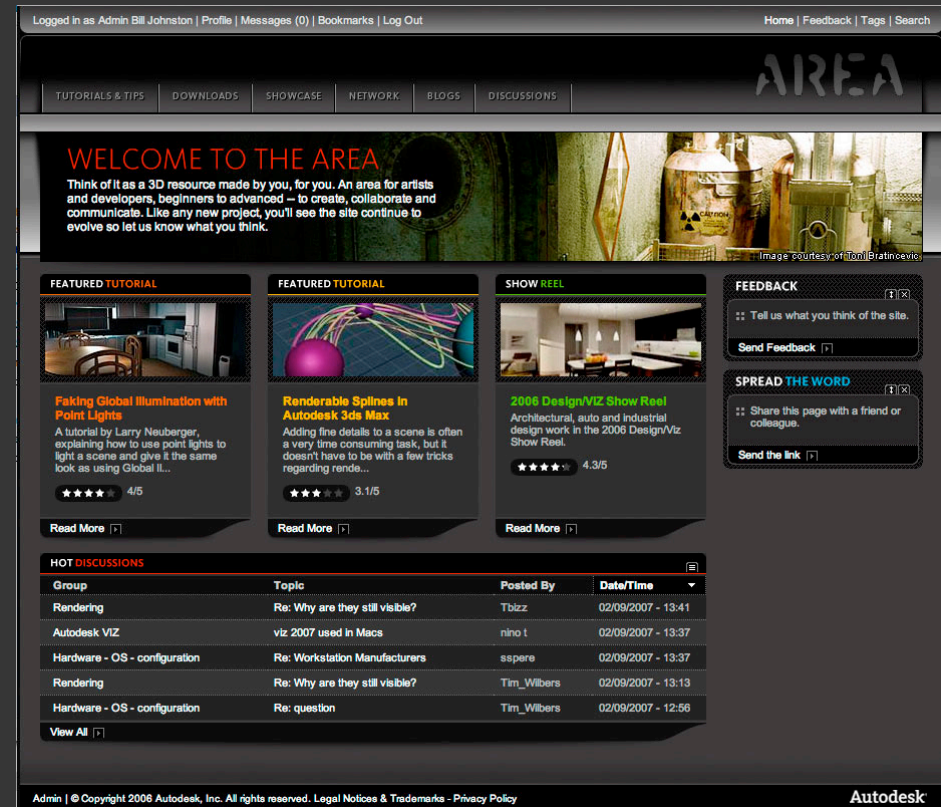 Logged in as Admin Bill Johnston | Profile | Messages (0) | Bookmarks | Log Out
Home | Feedback | Tags | Search
AREA
TUTORIALS & TIPS
DOWNLOADS
SHOWCASE
NETWORK
BLOGS
DISCUSSIONS
WELCOME TO THE AREA
Think of it as a 3D resource made by you, for you. An area for artists
and developers, beginners to advanced – to create, collaborate and
communicate. Like any new project, you'll see the site continue to
evolve so let us know what you think.
CAUTION
Image courtesy of Toni Bratincevic
FEATURED TUTORIAL
Faking Global Illumination with
Point Lights
A tutorial by Larry Neuberger,
explaining how to use point lights to
light a scene and give it the same
look as using Global Il...
4/5
Read More
FEATURED TUTORIAL
Renderable Splines in
Autodesk 3ds Max
Adding fine details to a scene is often
a very time consuming task, but it
doesn't have to be with a few tricks
regarding rende...
3.1/5
Read More
SHOW REEL
2006 Design/VIZ Show Reel
Architectural, auto and industrial
design work in the 2006 Design/Viz
Show Reel.
4.3/5
Read More
FEEDBACK
Tell us what you think of the site.
Send Feedback
SPREAD THE WORD
Share this page with a friend or
colleague.
Send the link
HOT DISCUSSIONS
Group Topic Posted By Date/Time
Rendering Re: Why are they still visible? Tbizz 02/09/2007 - 13:41
Autodesk VIZ viz 2007 used in Macs nino t 02/09/2007 - 13:37
Hardware - OS - configuration Re: Workstation Manufacturers sspere 02/09/2007 - 13:37
Rendering Re: Why are they still visible? Tim_Wilbers 02/09/2007 - 13:13
Hardware - OS - configuration Re: question Tim_Wilbers 02/09/2007 - 12:56
View All
Admin | © Copyright 2006 Autodesk, Inc. All rights reserved. Legal Notices & Trademarks - Privacy Policy
Autodesk